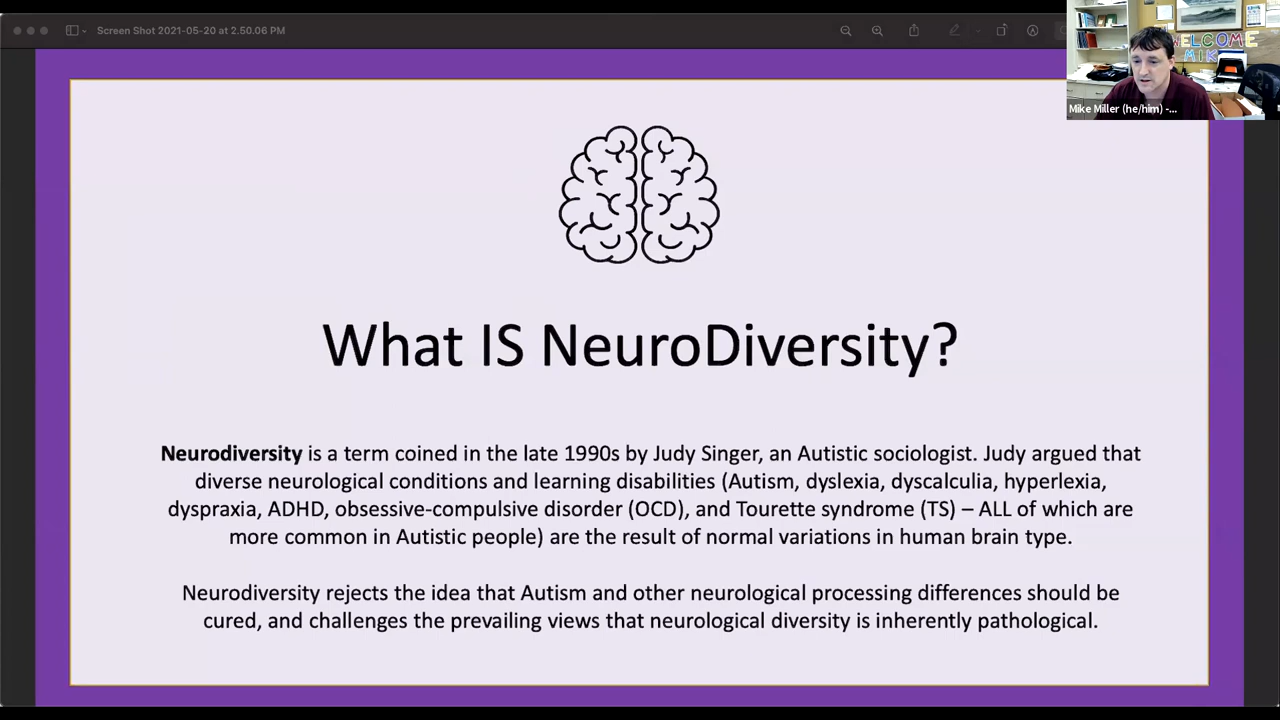 Screen Shot 2021-05-20 at 2.50.06 PM
WELCOME
MIK
Mike Miller (he/him) -...
What IS NeuroDiversity?
Neurodiversity is a term coined in the late 1990s by Judy Singer, an Autistic sociologist. Judy argued that
diverse neurological conditions and learning disabilities (Autism, dyslexia, dyscalculia, hyperlexia,
dyspraxia, ADHD, obsessive-compulsive disorder (OCD), and Tourette syndrome (TS) – ALL of which are
more common in Autistic people) are the result of normal variations in human brain type.
Neurodiversity rejects the idea that Autism and other neurological processing differences should be
cured, and challenges the prevailing views that neurological diversity is inherently pathological.